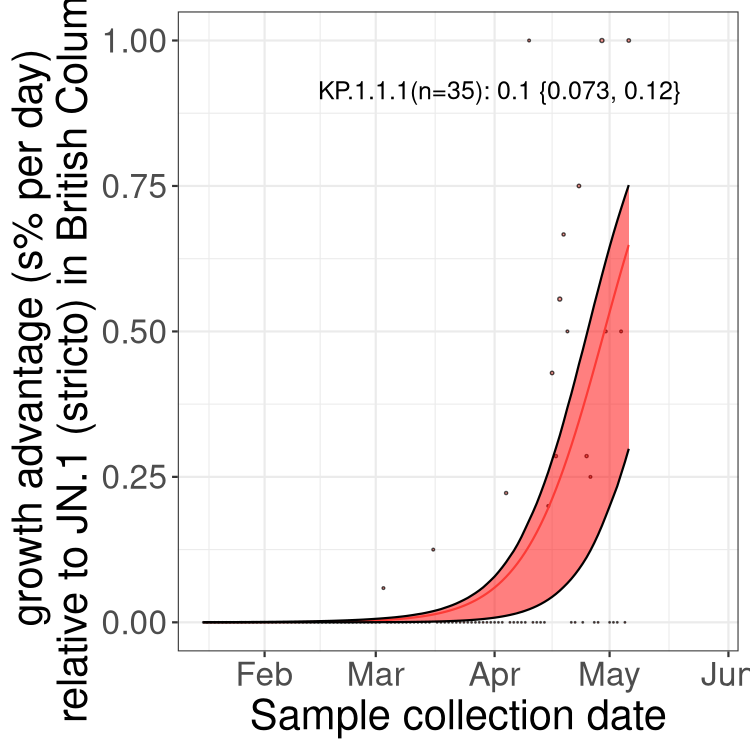 growth advantage (s% per day)
relative to JN.1 (stricto) in British Colum
1.00
0.75
0.50
0.25
0.00
KP.1.1.1(n=35): 0.1 {0.073, 0.12}
Feb Mar Apr May Jun
Sample collection date